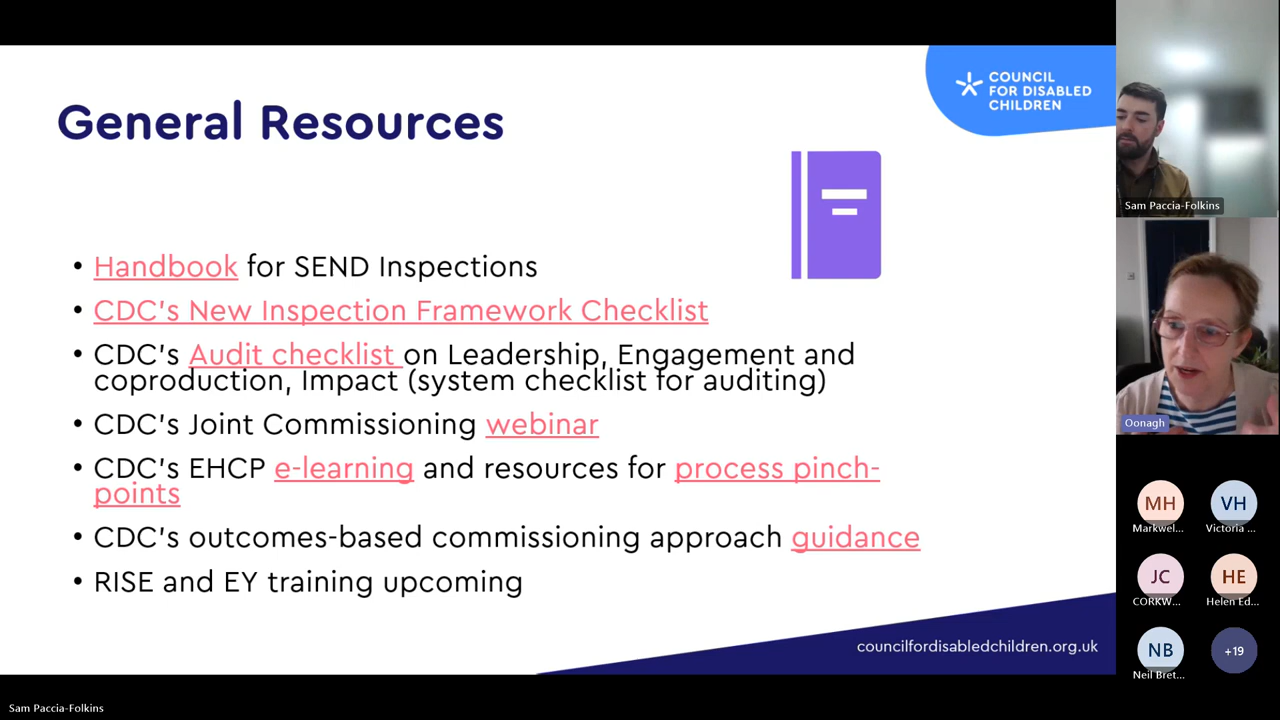 General Resources
COUNCIL
FOR DISABLED
CHILDREN
• Handbook for SEND Inspections
• CDC's New Inspection Framework Checklist
• CDC's Audit checklist on Leadership, Engagement and
coproduction, Impact (system checklist for auditing)
• CDC's Joint Commissioning webinar
• CDC's EHCP e-learning and resources for process pinch-
points
• CDC's outcomes-based commissioning approach guidance
• RISE and EY training upcoming
councilfordisabledchildren.org.uk
Sam Paccia-Folkins
Sam Paccia-Folkins
Oonagh
MH
Markwel...
VH
Victoria ...
JC
CORKW...
HE
Helen Ed...
NB
Neil Bret...
+19